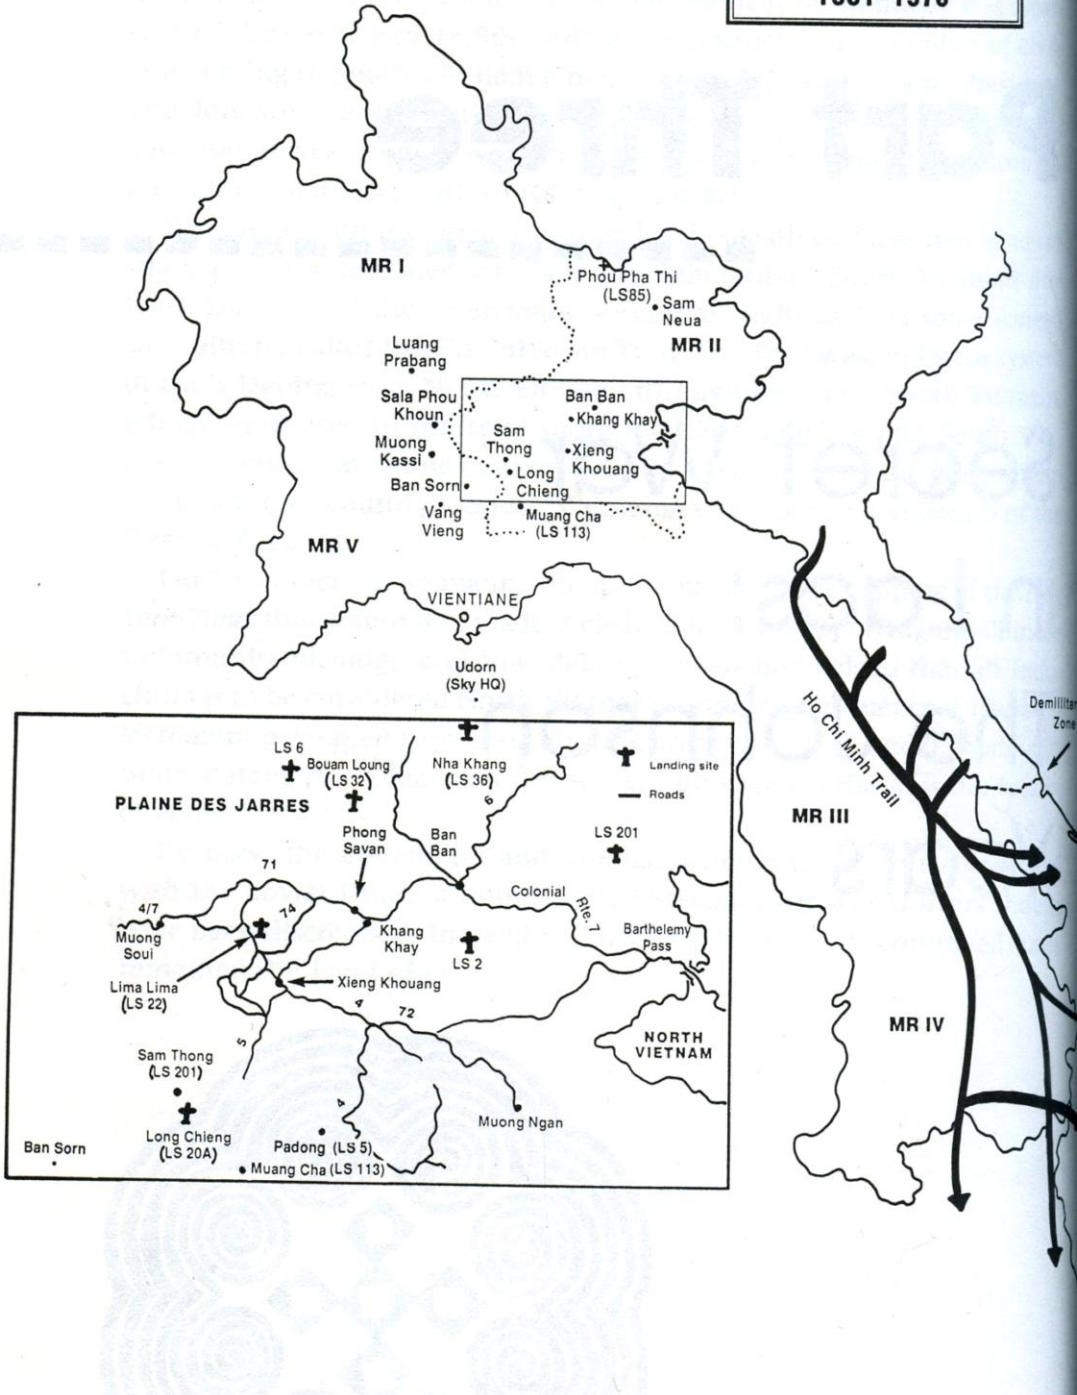 MR I
Phou Pha Thi
(LS85)
Sam
Neua
MR II
Luang
Prabang
Sala Phou
Khoun
Ban Ban
Khang Khay
Muong
Kassi
Sam
Thong
Xieng
Khouang
Long
Chieng
Ban Sorn
Vang
Vieng
Muang Cha
(LS 113)
MR V
VIENTIANE
Udorn
(Sky HQ)
Ho Chi Minh Trail
Zone
MR III
MR IV
LS 6
Bouam Loung
(LS 32)
Nha Khang
(LS 36)
Landing site
Roads
PLAINE DES JARRES
Phong
Savan
Ban
Ban
6
LS 201
71
74
4/7
Colonial
Rte. 7
Muong
Soui
Khang
Khay
LS 2
Barthelemy
Pass
Lima Lima
(LS 22)
Xieng Khouang
4
72
5
NORTH
VIETNAM
Sam Thong
(LS 201)
4
Muong Ngan
Long Chieng
(LS 20A)
Padong (LS 5)
Muang Cha (LS 113)
Ban Sorn